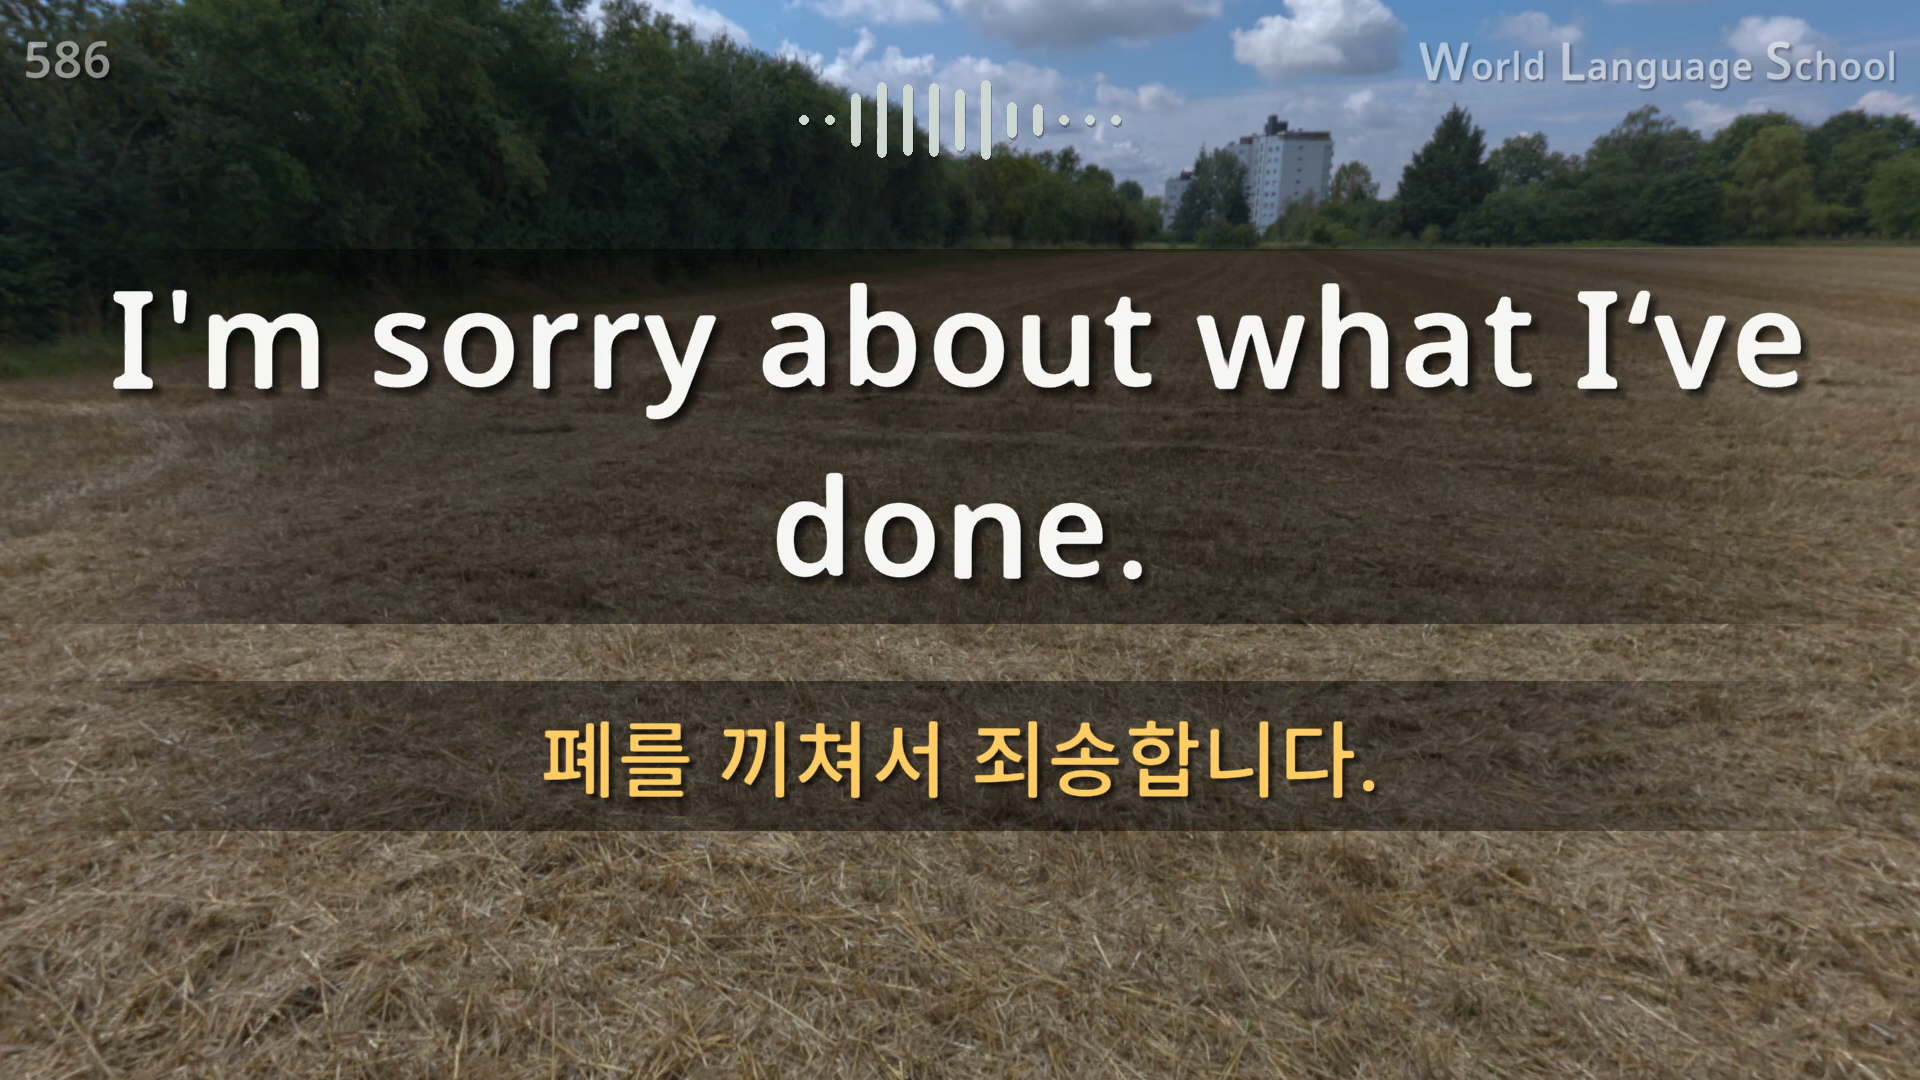 586
World Language School
I'm sorry about what I‘ve
done.
폐를 끼쳐서 죄송합니다.